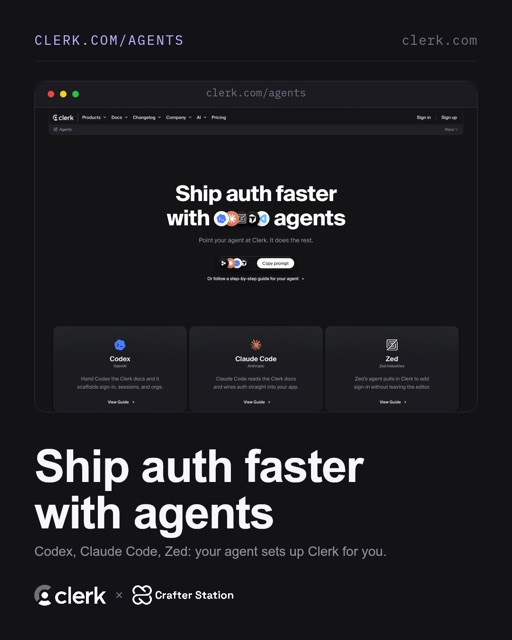 CLERK.COM/AGENTS
clerk.com
clerk.com/agents
clerk Products Docs Changelog Company AI Pricing Sign in Sign up
Agents Docs
Ship auth faster
with agents
Point your agent at Clerk. It does the rest.
Copy prompt
Or follow a step-by-step guide for your agent
Codex
OpenAI
Hand Codex the Clerk docs and it
scaffolds sign-in, sessions, and orgs.
View Guide
Claude Code
Anthropic
Claude Code reads the Clerk docs
and wires auth straight into your app.
View Guide
Zed
Zed Industries
Zed's agent pulls in Clerk to add
sign-in without leaving the editor.
View Guide
Ship auth faster
with agents
Codex, Claude Code, Zed: your agent sets up Clerk for you.
clerk × Crafter Station